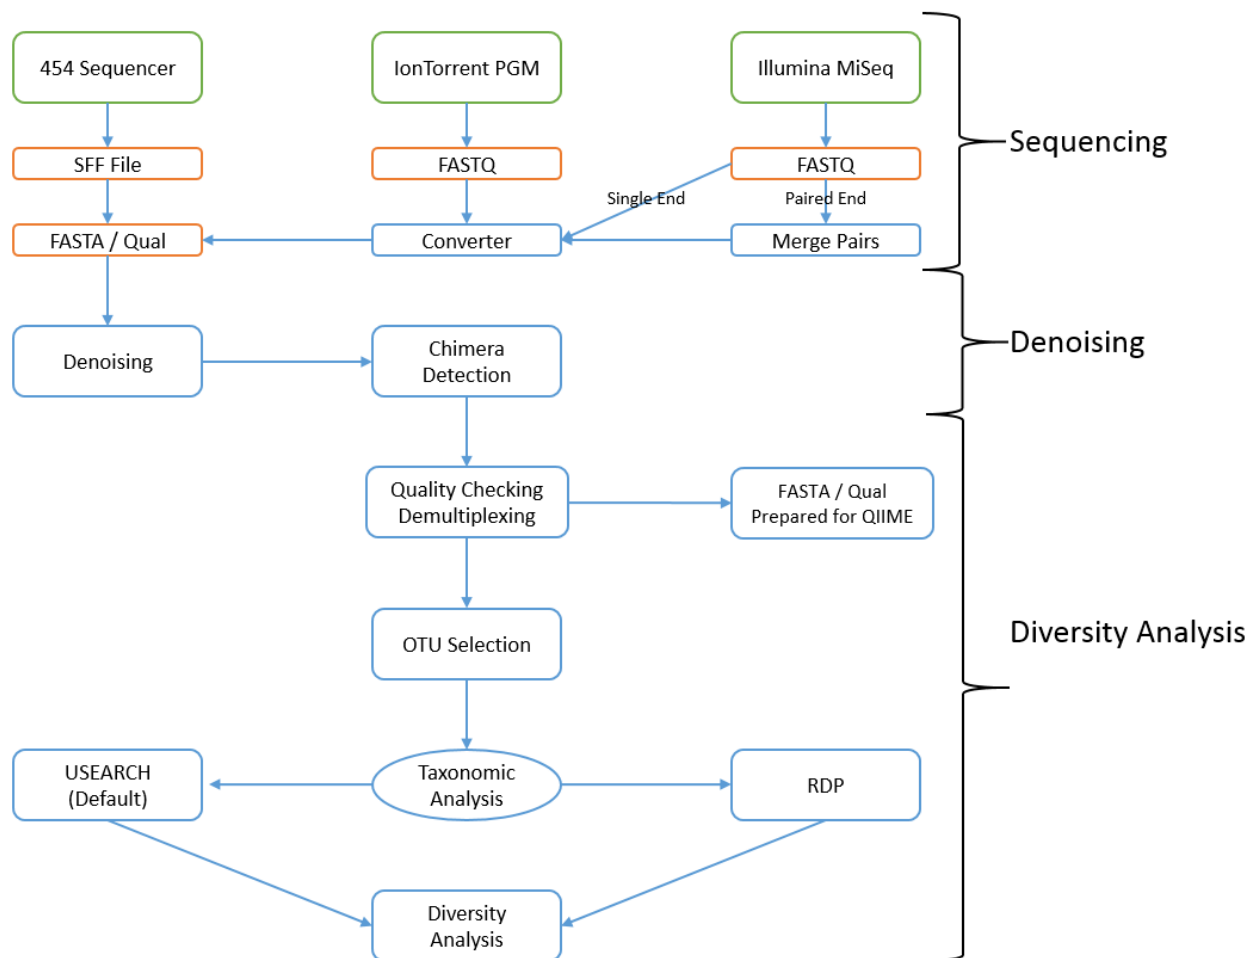 454 Sequencer
IonTorrent PGM
Illumina MiSeq
Sequencing
SFF File
FASTQ
FASTQ
Single End
Paired End
FASTA / Qual
Converter
Merge Pairs
Denoising
Chimera
Detection
Denoising
Quality Checking
Demultiplexing
FASTA / Qual
Prepared for QIIME
OTU Selection
Diversity Analysis
USEARCH
(Default)
Taxonomic
Analysis
RDP
Diversity
Analysis